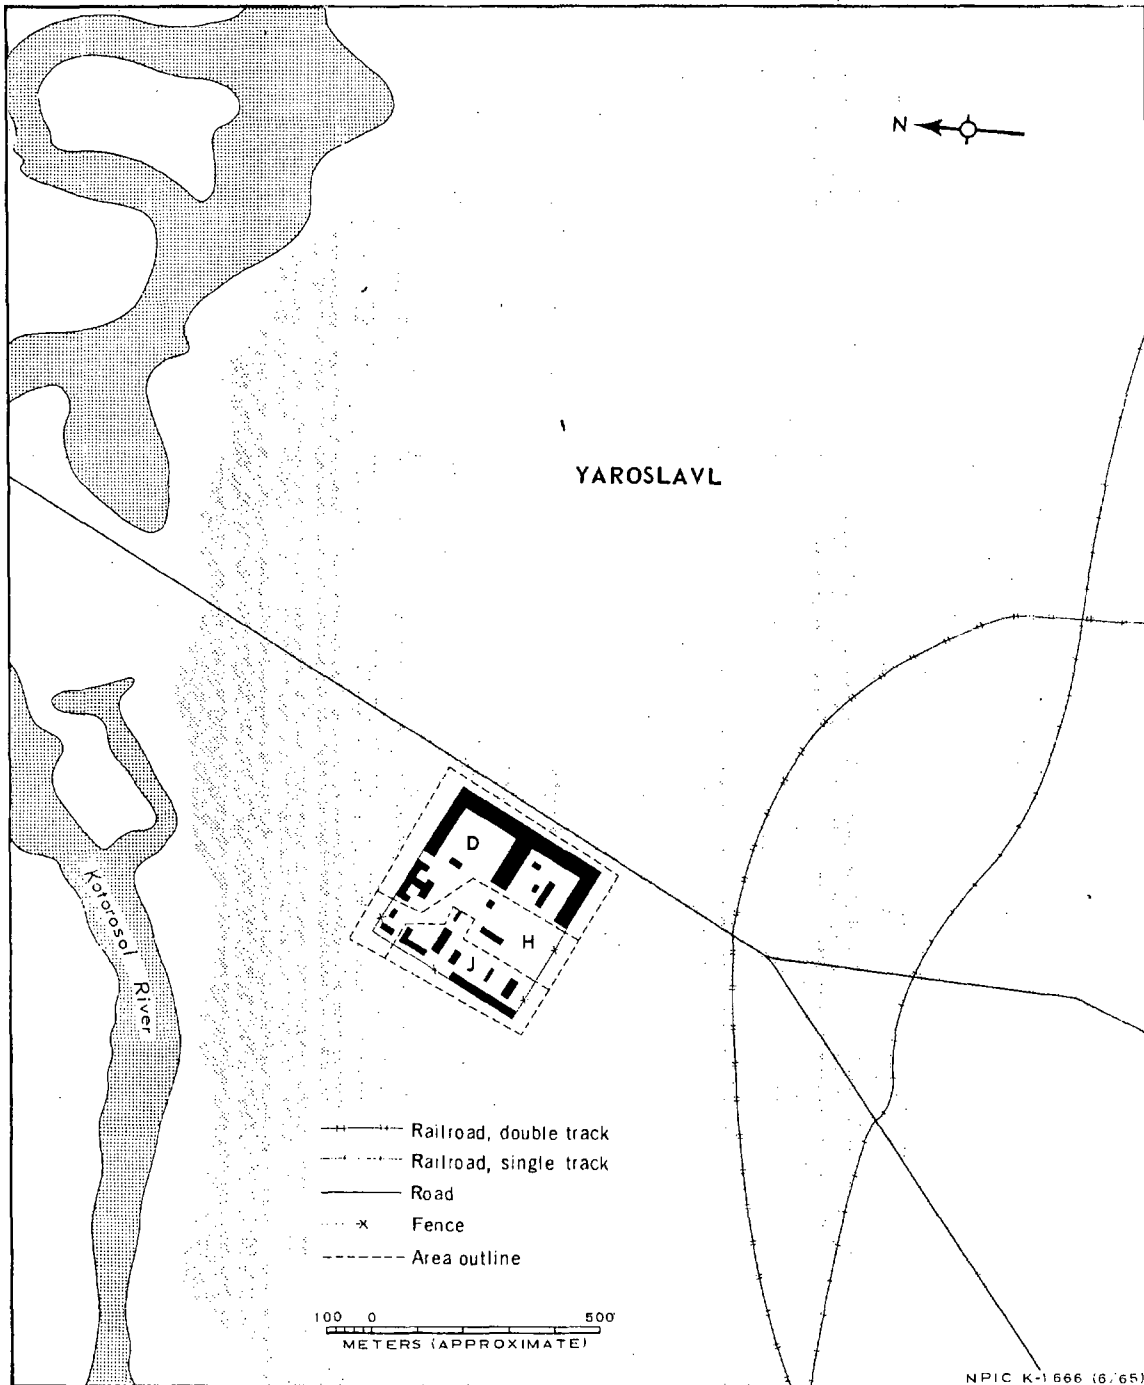 N
YAROSLAVL
D
H
J
Kotorosal River
Railroad, double track
Railroad, single track
Road
Fence
Area outline
100 0 500
METERS (APPROXIMATE)
NPIC K-1666 (6/65)